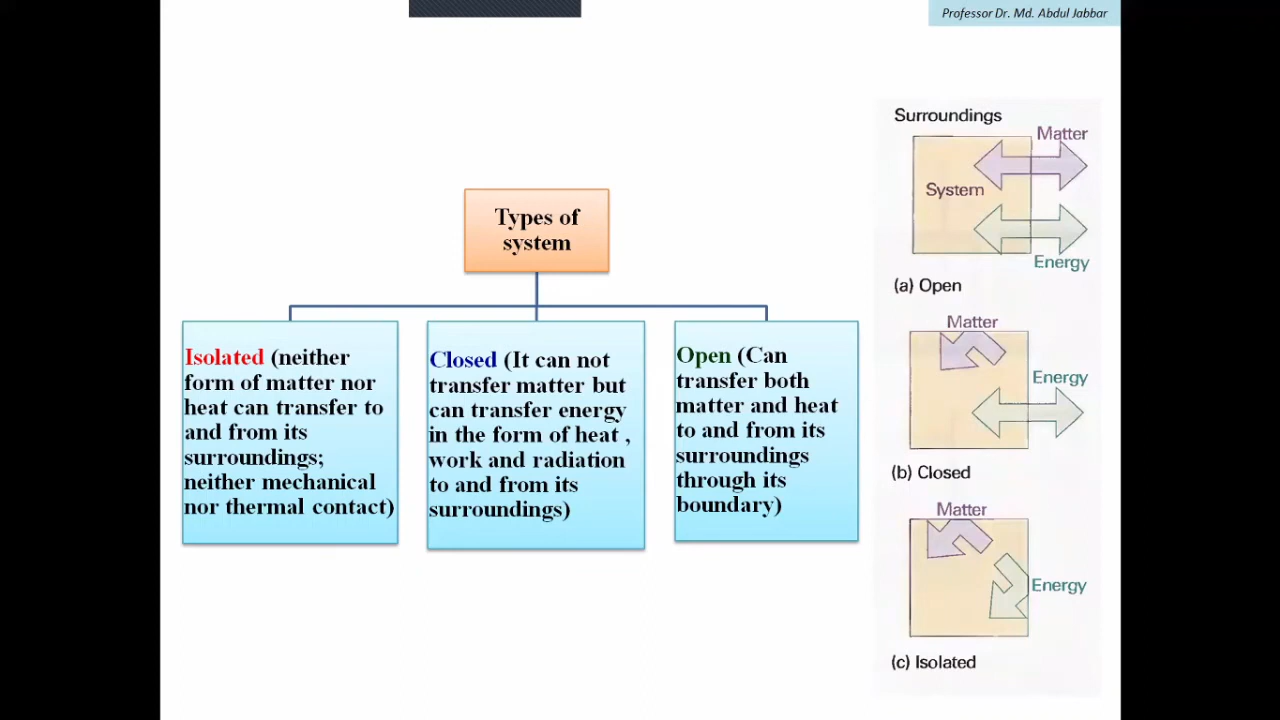 Professor Dr. Md. Abdul Jabbar
Types of
system
Isolated (neither
form of matter nor
heat can transfer to
and from its
surroundings;
neither mechanical
nor thermal contact)
Closed (It can not
transfer matter but
can transfer energy
in the form of heat ,
work and radiation
to and from its
surroundings)
Open (Can
transfer both
matter and heat
to and from its
surroundings
through its
boundary)
Surroundings
Matter
System
Energy
(a) Open
Matter
Energy
(b) Closed
Matter
Energy
(c) Isolated